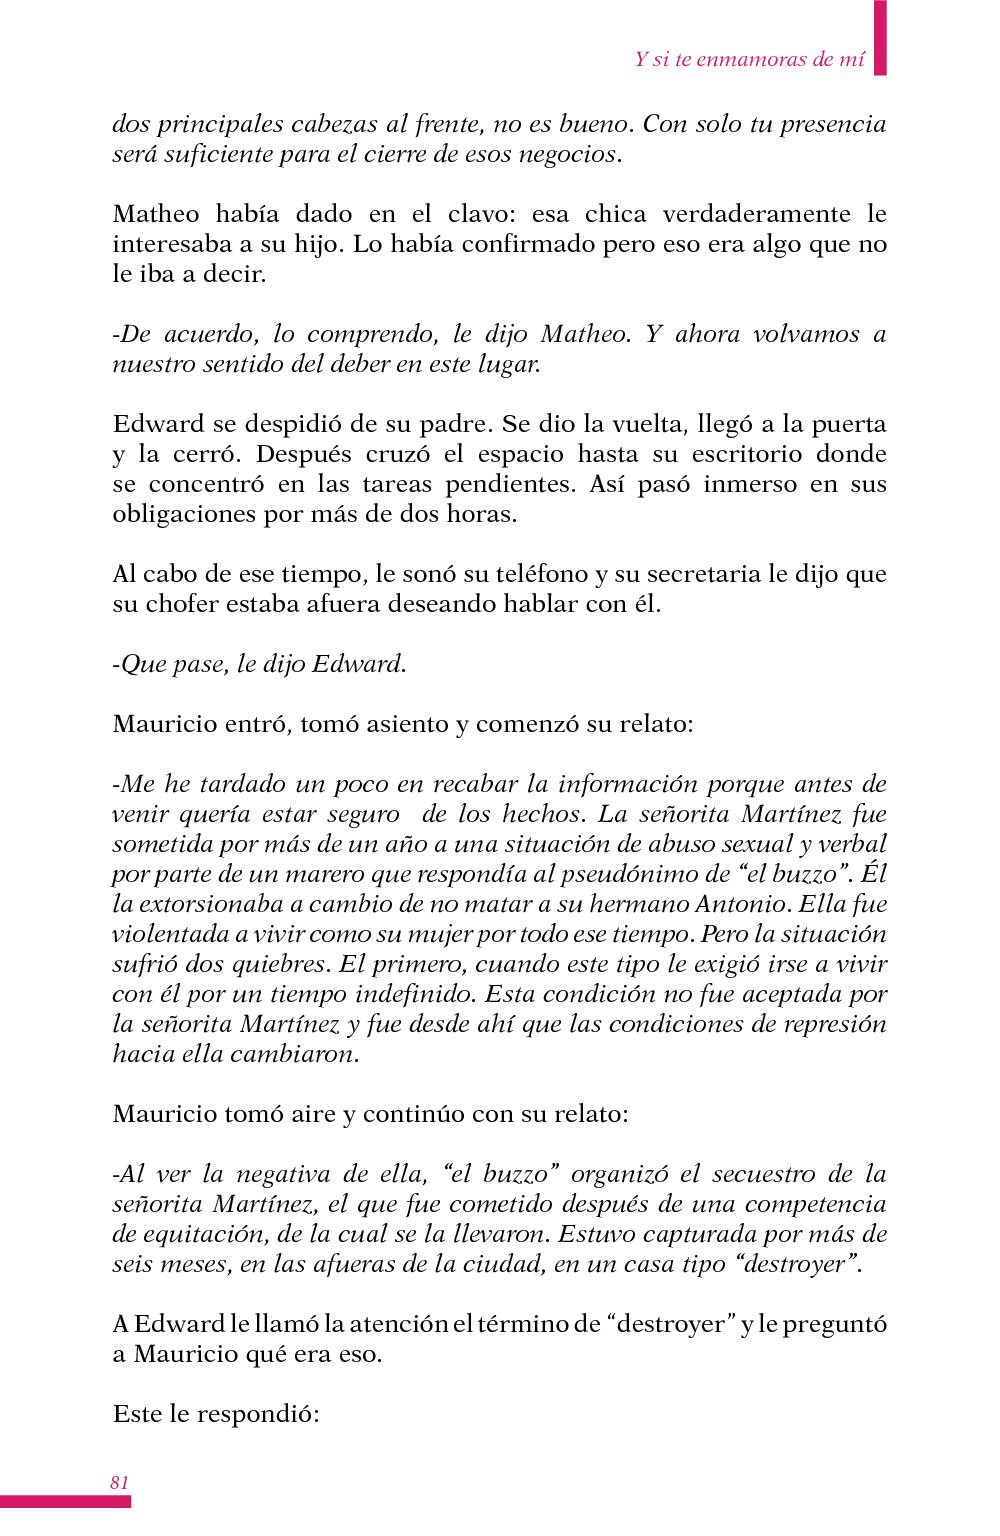 Y si te enmamoras de mí
dos principales cabezas al frente, no es bueno. Con solo tu presencia
será suficiente para el cierre de esos negocios.
Matheo había dado en el clavo: esa chica verdaderamente le
interesaba a su hijo. Lo había confirmado pero eso era algo que no
le iba a decir.
-De acuerdo, lo comprendo, le dijo Matheo. Y ahora volvamos a
nuestro sentido del deber en este lugar.
Edward se despidió de su padre. Se dio la vuelta, llegó a la puerta
y la cerró. Después cruzó el espacio hasta su escritorio donde
se concentró en las tareas pendientes. Así pasó inmerso en sus
obligaciones por más de dos horas.
Al cabo de ese tiempo, le sonó su teléfono y su secretaria le dijo que
su chofer estaba afuera deseando hablar con él.
-Que pase, le dijo Edward.
Mauricio entró, tomó asiento y comenzó su relato:
-Me he tardado un poco en recabar la información porque antes de
venir quería estar seguro  de los hechos. La señorita Martínez fue
sometida por más de un año a una situación de abuso sexual y verbal
por parte de un marero que respondía al pseudónimo de “el buzzo”. Él
la extorsionaba a cambio de no matar a su hermano Antonio. Ella fue
violentada a vivir como su mujer por todo ese tiempo. Pero la situación
sufrió dos quiebres. El primero, cuando este tipo le exigió irse a vivir
con él por un tiempo indefinido. Esta condición no fue aceptada por
la señorita Martínez y fue desde ahí que las condiciones de represión
hacia ella cambiaron.
Mauricio tomó aire y continúo con su relato:
-Al ver la negativa de ella, “el buzzo” organizó el secuestro de la
señorita Martínez, el que fue cometido después de una competencia
de equitación, de la cual se la llevaron. Estuvo capturada por más de
seis meses, en las afueras de la ciudad, en un casa tipo “destroyer”.
A Edward le llamó la atención el término de “destroyer” y le preguntó
a Mauricio qué era eso.
Este le respondió:
81